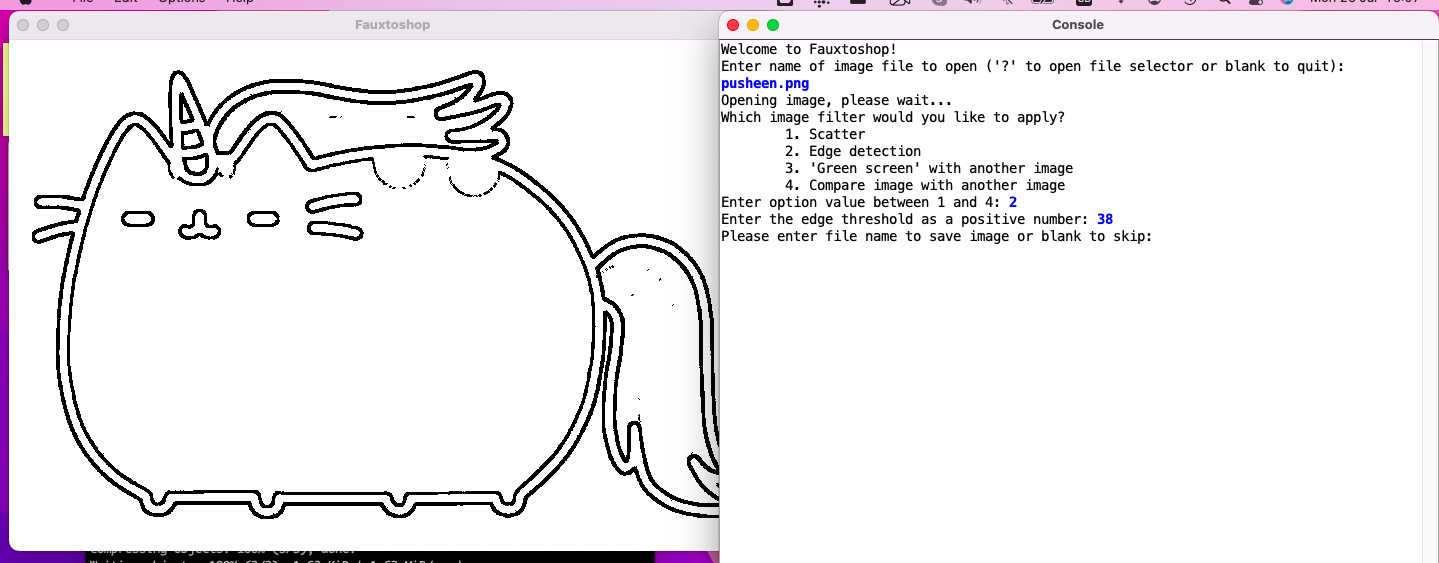 File Edit Options Help
Fauxtoshop
Console
Welcome to Fauxtoshop!
Enter name of image file to open ('?' to open file selector or blank to quit):
pusheen.png
Opening image, please wait...
Which image filter would you like to apply?
1. Scatter
2. Edge detection
3. 'Green screen' with another image
4. Compare image with another image
Enter option value between 1 and 4: 2
Enter the edge threshold as a positive number: 38
Please enter file name to save image or blank to skip: